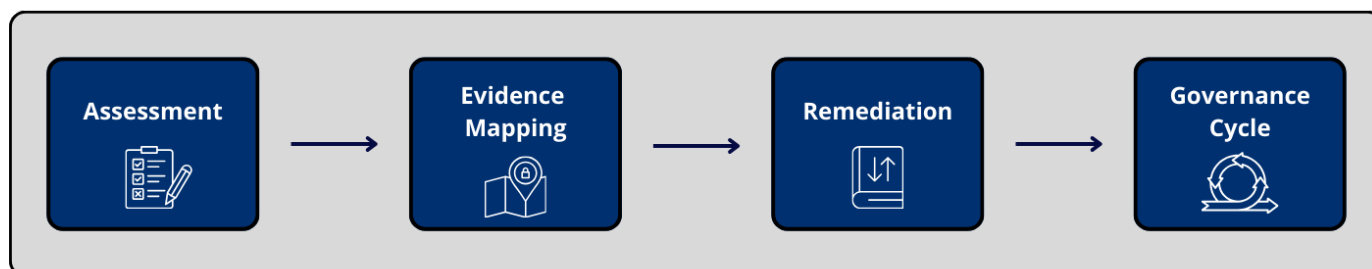 Assessment
Evidence
Mapping
Remediation
Governance
Cycle